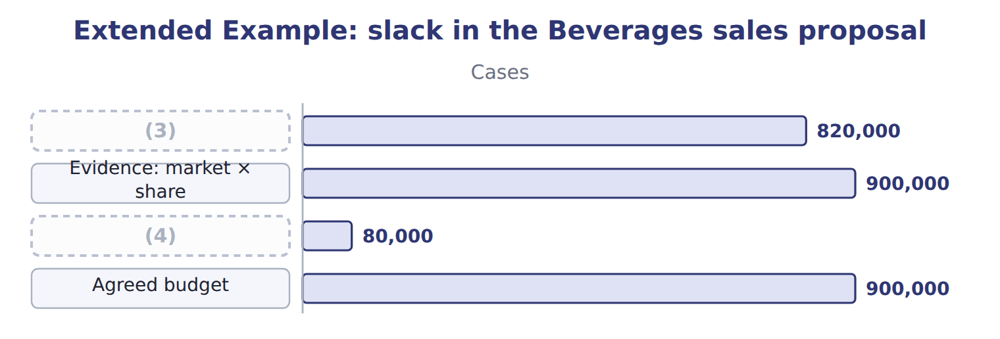 Extended Example: slack in the Beverages sales proposal
Cases
(3)
820,000
Evidence: market ×
share
900,000
(4)
80,000
Agreed budget
900,000